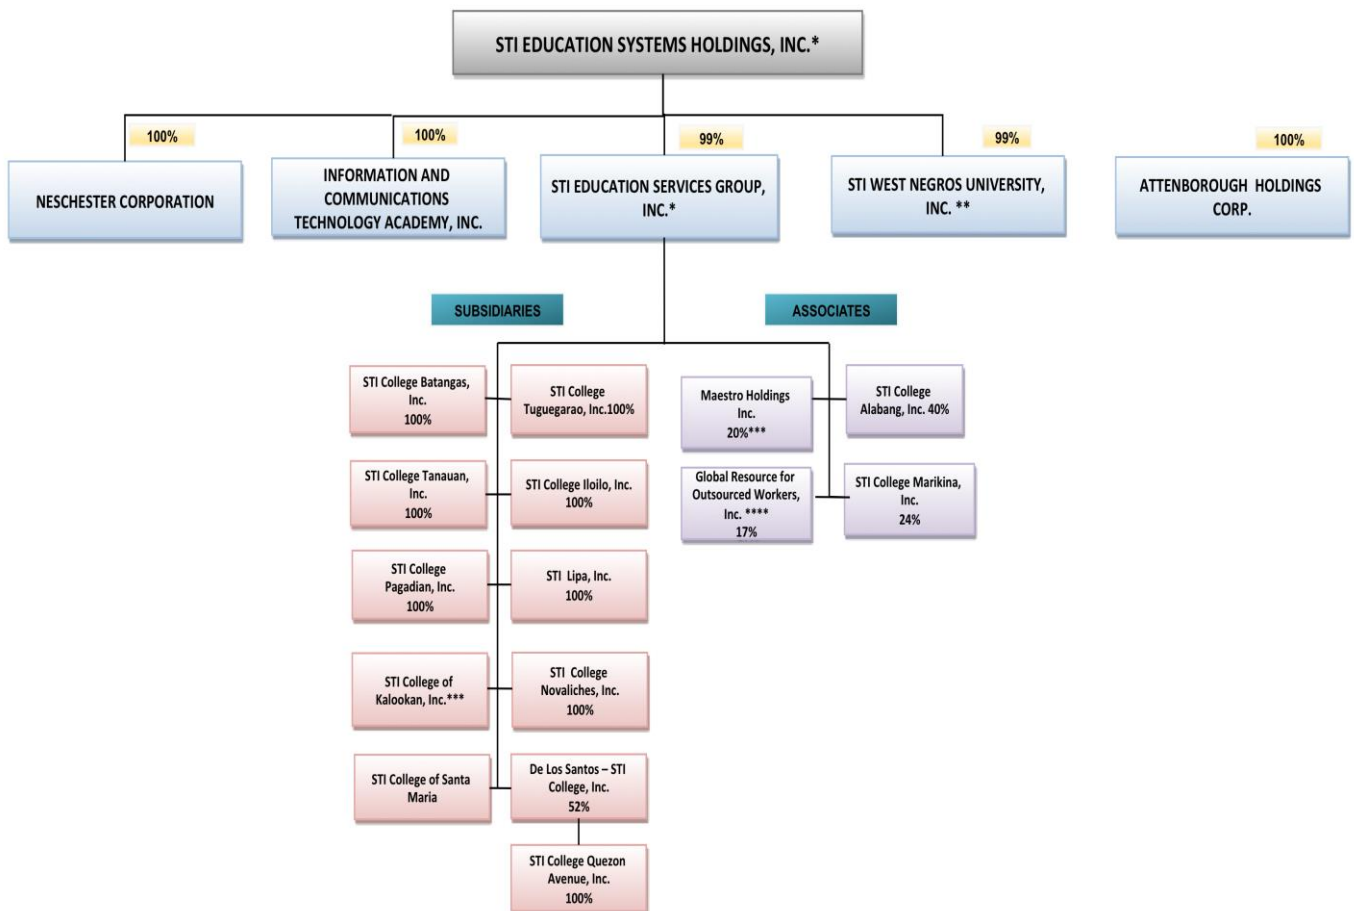 STI EDUCATION SYSTEMS HOLDINGS, INC.*
100%
100%
99%
99%
100%
NESCHESTER CORPORATION
INFORMATION AND
COMMUNICATIONS
TECHNOLOGY ACADEMY, INC.
STI EDUCATION SERVICES GROUP,
INC.*
STI WEST NEGROS UNIVERSITY,
INC. **
ATTENBOROUGH HOLDINGS
CORP.
SUBSIDIARIES
ASSOCIATES
STI College Batangas,
Inc.
100%
STI College
Tuguegarao, Inc.100%
Maestro Holdings
Inc.
20%***
STI College
Alabang, Inc. 40%
STI College Tanauan,
Inc.
100%
STI College Iloilo, Inc.
100%
Global Resource for
Outsourced Workers,
Inc. ****
17%
STI College Marikina,
Inc.
24%
STI College
Pagadian, Inc.
100%
STI Lipa, Inc.
100%
STI College of
Kalookan, Inc.***
STI College
Novaliches, Inc.
100%
STI College of Santa
Maria
De Los Santos – STI
College, Inc.
52%
STI College Quezon
Avenue, Inc.
100%